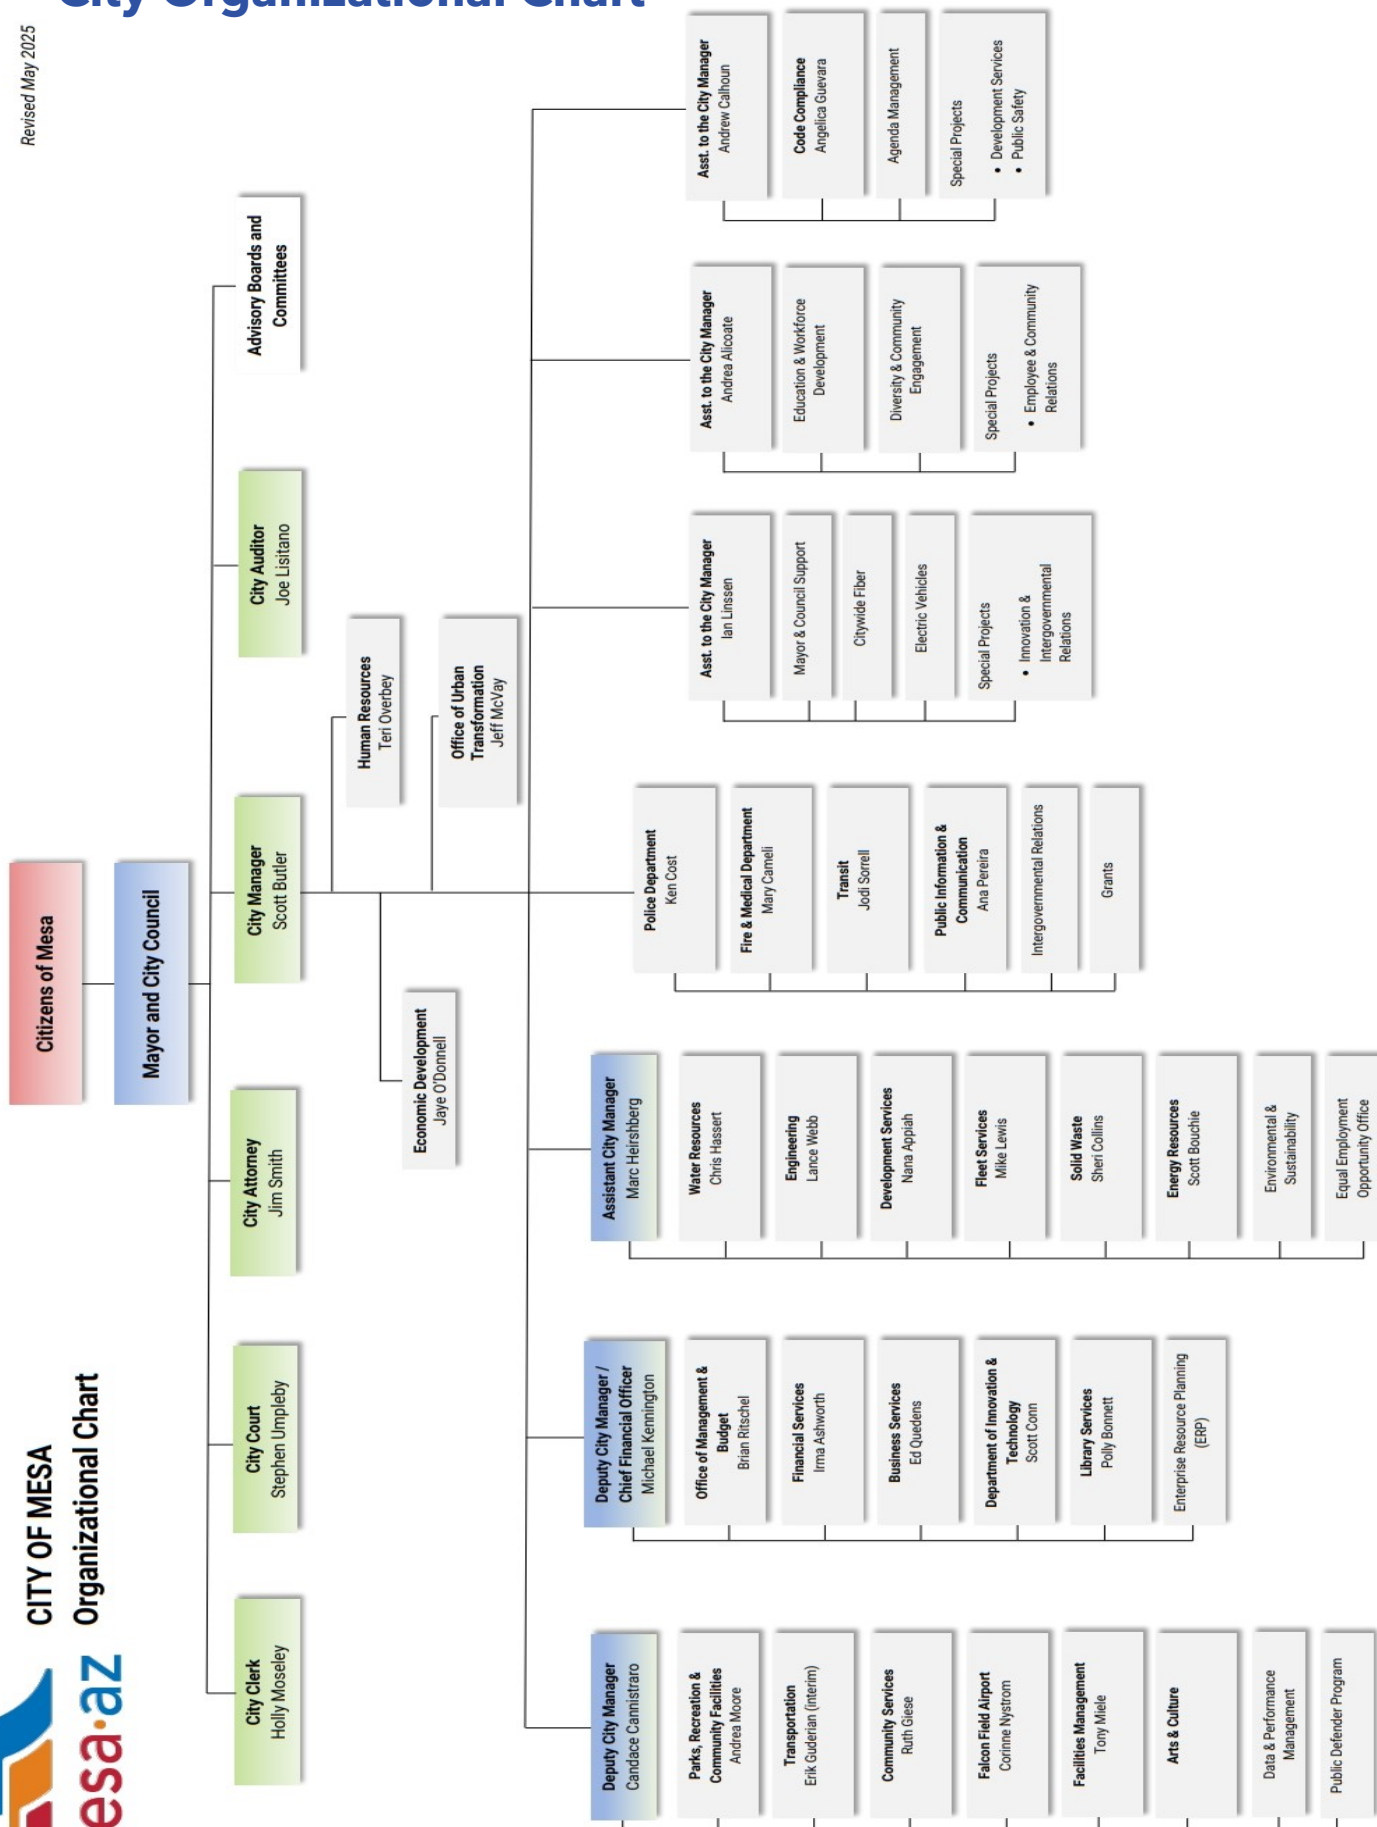 City Organizational Chart
esa·az
CITY OF MESA
Organizational Chart
Revised May 2025
Citizens of Mesa
Mayor and City Council
City Clerk
Holly Moseley
City Court
Stephen Umpleby
City Attorney
Jim Smith
City Manager
Scott Butler
City Auditor
Joe Lisitano
Advisory Boards and
Committees
Human Resources
Teri Overbey
Economic Development
Jaye O'Donnell
Office of Urban
Transformation
Jeff McVay
Deputy City Manager
Candace Cannistraro
Parks, Recreation &
Community Facilities
Andrea Moore
Transportation
Erik Guderian (interim)
Community Services
Ruth Giese
Falcon Field Airport
Corinne Nystrom
Facilities Management
Tony Miele
Arts & Culture
Data & Performance
Management
Public Defender Program
Deputy City Manager /
Chief Financial Officer
Michael Kennington
Office of Management &
Budget
Brian Ritschel
Financial Services
Irma Ashworth
Business Services
Ed Quedens
Department of Innovation &
Technology
Scott Conn
Library Services
Polly Bonnett
Enterprise Resource Planning
(ERP)
Assistant City Manager
Marc Heirshberg
Water Resources
Chris Hassert
Engineering
Lance Webb
Development Services
Nana Appiah
Fleet Services
Mike Lewis
Solid Waste
Sheri Collins
Energy Resources
Scott Bouchie
Environmental &
Sustainability
Equal Employment
Opportunity Office
Police Department
Ken Cost
Fire & Medical Department
Mary Cameli
Transit
Jodi Sorrell
Public Information &
Communication
Ana Pereira
Intergovernmental Relations
Grants
Asst. to the City Manager
Ian Linssen
Mayor & Council Support
Citywide Fiber
Electric Vehicles
Special Projects
• Innovation &
Intergovernmental
Relations
Asst. to the City Manager
Andrea Alicoate
Education & Workforce
Development
Diversity & Community
Engagement
Special Projects
• Employee & Community
Relations
Asst. to the City Manager
Andrew Calhoun
Code Compliance
Angelica Guevara
Agenda Management
Special Projects
• Development Services
• Public Safety